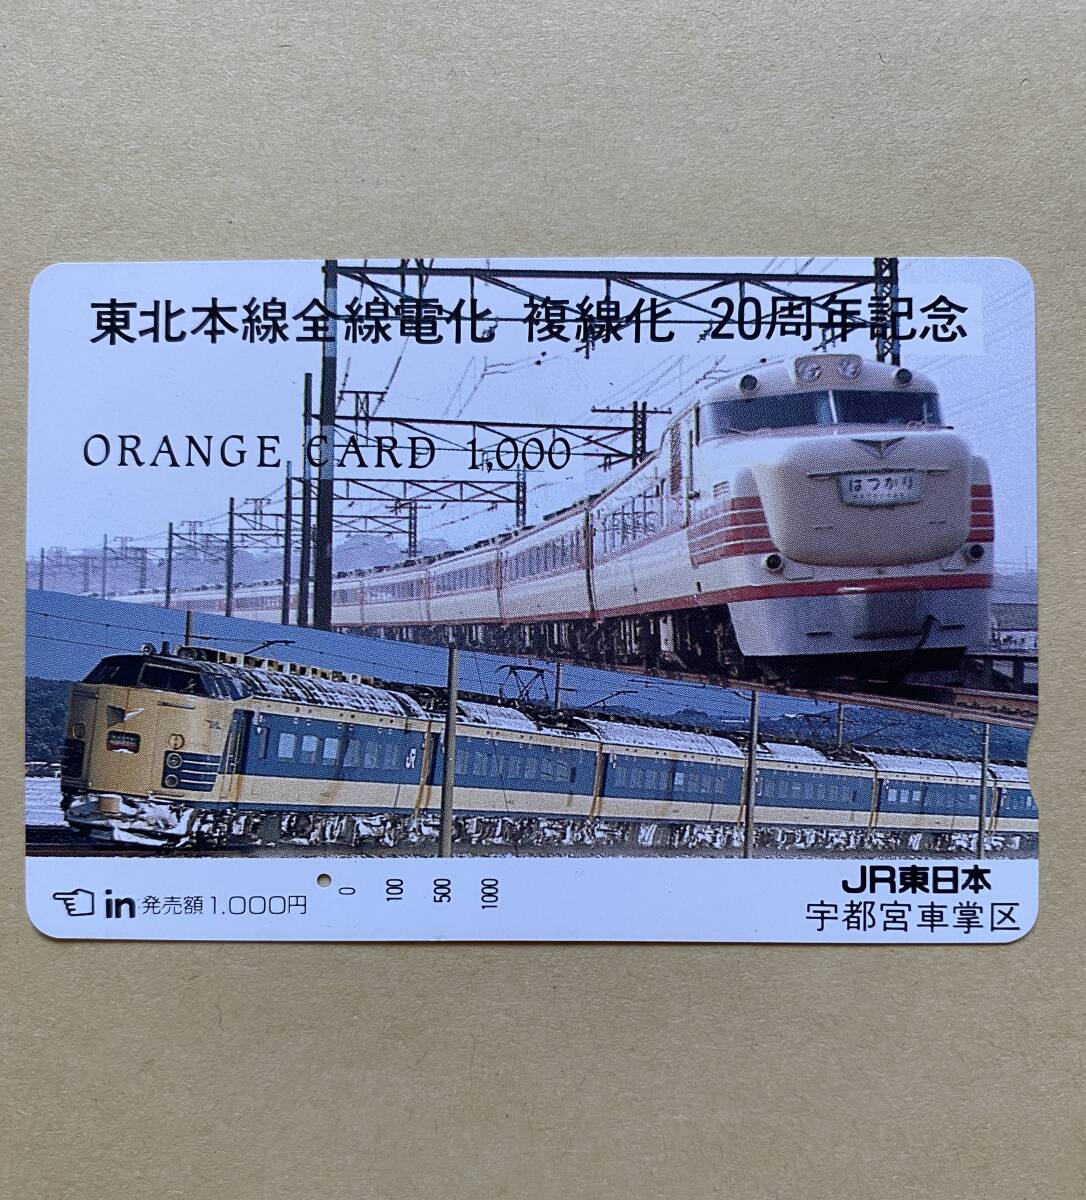 東北本線全線電化 複線化 20周年記念
ORANGE CARD 1,000
はつかり
JR
in 発売額1.000円
0 100 500 1000
JR東日本
宇都宮車掌区